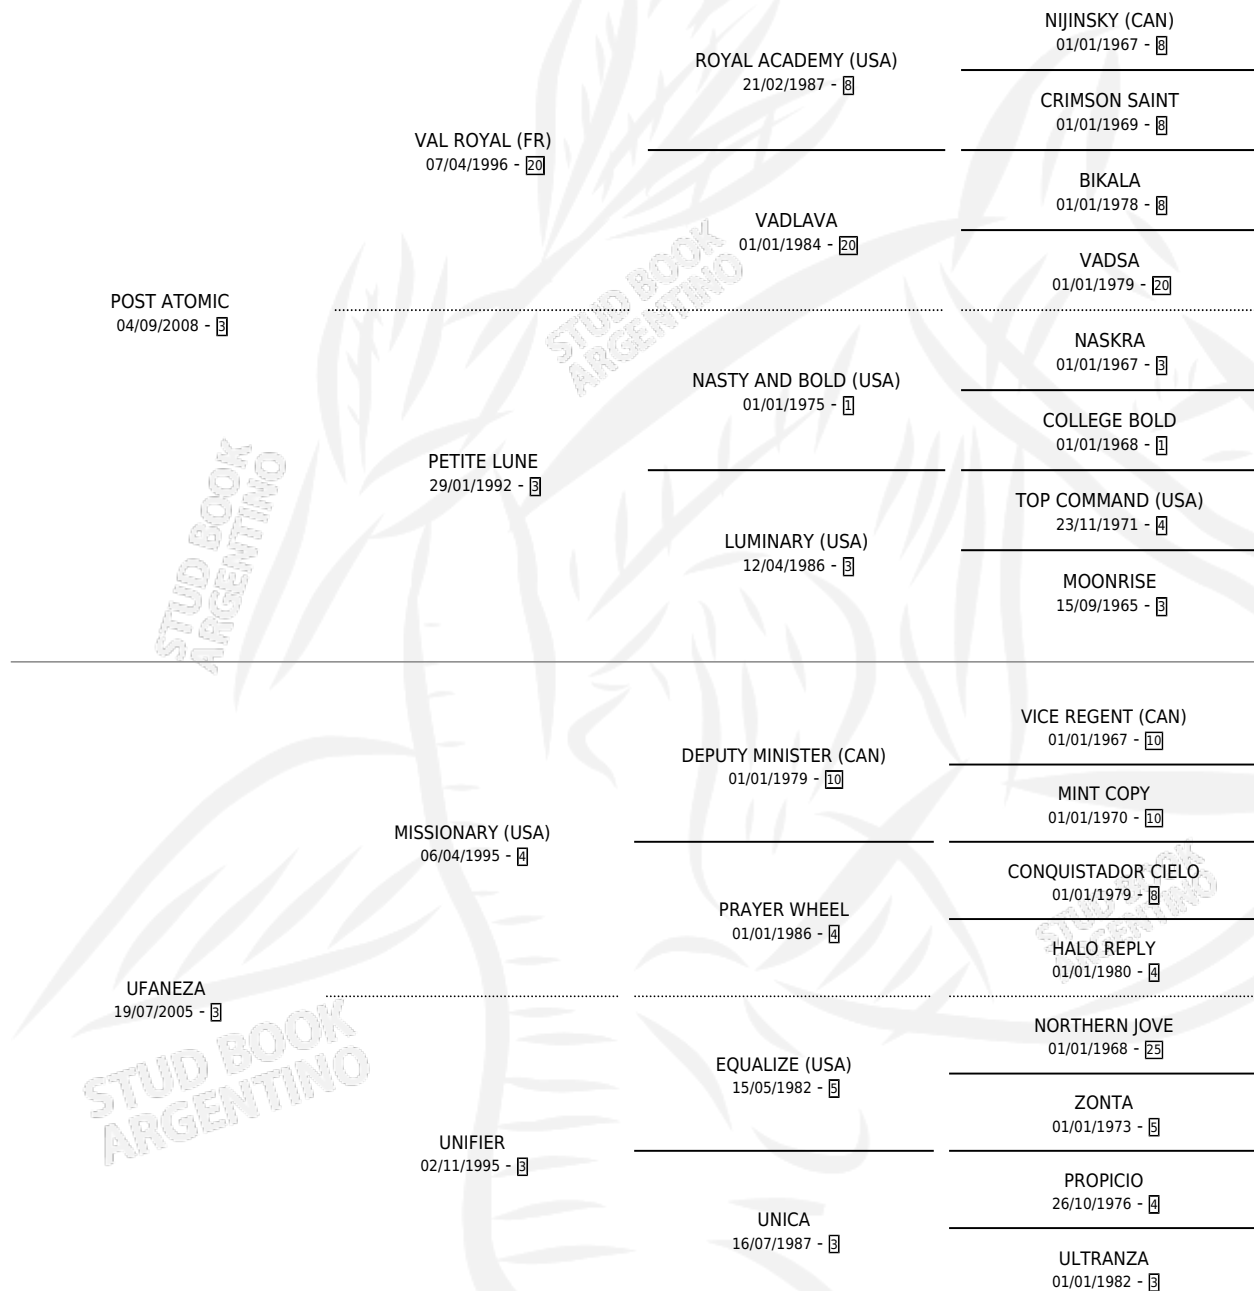 NIJINSKY (CAN)
01/01/1967 - 8
ROYAL ACADEMY (USA)
21/02/1987 - 8
CRIMSON SAINT
01/01/1969 - 8
VAL ROYAL (FR)
07/04/1996 - 20
BIKALA
01/01/1978 - 8
VADLAVA
01/01/1984 - 20
VADSA
01/01/1979 - 20
POST ATOMIC
04/09/2008 - 3
STUD BOOK
ARGENTINO
NASKRA
01/01/1967 - 3
NASTY AND BOLD (USA)
01/01/1975 - 1
COLLEGE BOLD
01/01/1968 - 1
PETITE LUNE
29/01/1992 - 3
STUD BOOK
ARGENTINO
TOP COMMAND (USA)
23/11/1971 - 4
LUMINARY (USA)
12/04/1986 - 3
MOONRISE
15/09/1965 - 3
VICE REGENT (CAN)
01/01/1967 - 10
DEPUTY MINISTER (CAN)
01/01/1979 - 10
MINT COPY
01/01/1970 - 10
MISSIONARY (USA)
06/04/1995 - 4
CONQUISTADOR CIELO
01/01/1979 - 8
STUD BOOK
ARGENTINO
PRAYER WHEEL
01/01/1986 - 4
HALO REPLY
01/01/1980 - 4
UFANEZA
19/07/2005 - 3
STUD BOOK
ARGENTINO
NORTHERN JOVE
01/01/1968 - 25
EQUALIZE (USA)
15/05/1982 - 5
ZONTA
01/01/1973 - 5
UNIFIER
02/11/1995 - 3
PROPICIO
26/10/1976 - 4
UNICA
16/07/1987 - 3
ULTRANZA
01/01/1982 - 3